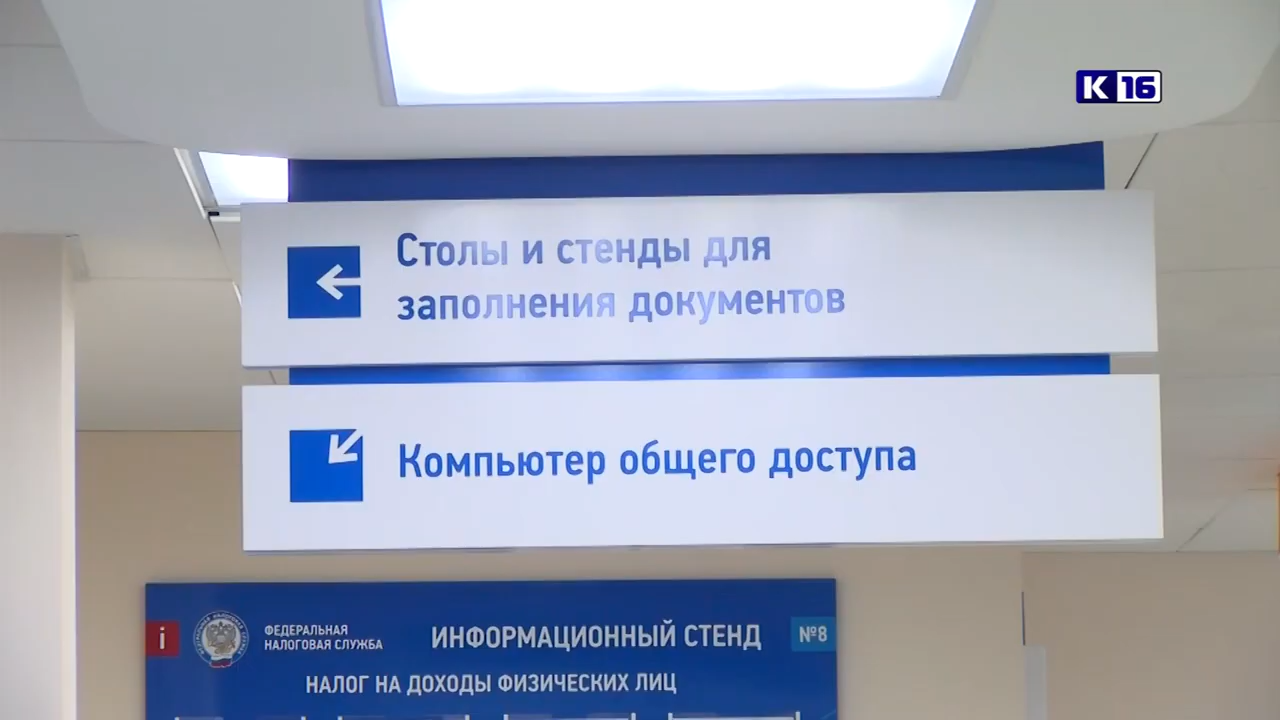 К 16
Столы и стенды для
заполнения документов
Компьютер общего доступа
i
ФЕДЕРАЛЬНАЯ
НАЛОГОВАЯ СЛУЖБА
ИНФОРМАЦИОННЫЙ СТЕНД
№8
НАЛОГ НА ДОХОДЫ ФИЗИЧЕСКИХ ЛИЦ